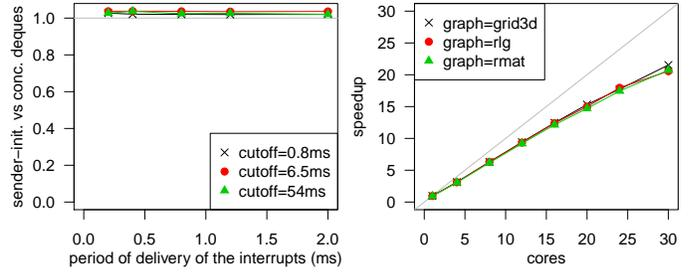 sender−init. vs conc. deques
1.0
0.8
0.6
0.4
0.2
0.0
cutoff=0.8ms
cutoff=6.5ms
cutoff=54ms
0.0 0.5 1.0 1.5 2.0
period of delivery of the interrupts (ms)
speedup
30
25
20
15
10
5
0
graph=grid3d
graph=rlg
graph=rmat
0 5 10 15 20 25 30
cores